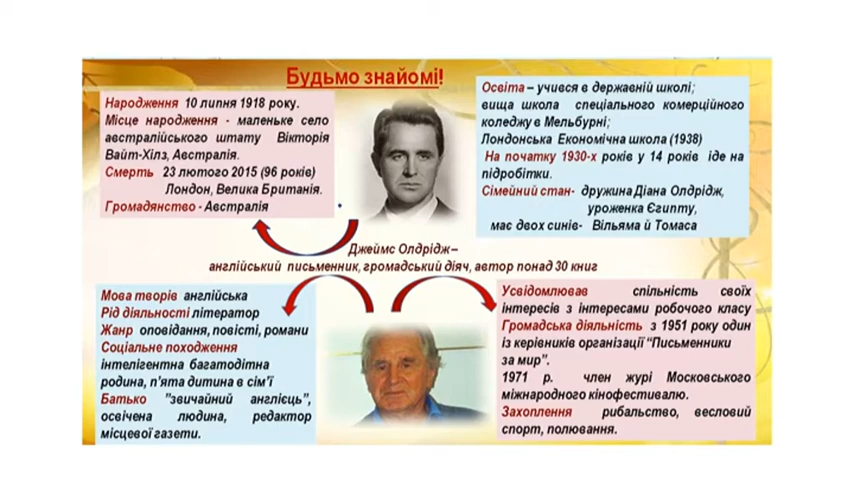 Будьмо знайомі!
Народження 10 липня 1918 року.
Місце народження - маленьке село
австралійського штату Вікторія
Вайт-Хілз, Австралія.
Смерть 23 лютого 2015 (96 років)
Лондон, Велика Британія.
Громадянство - Австралія
Освіта – учився в державній школі;
вища школа спеціального комерційного
коледжу в Мельбурні;
Лондонська Економічна школа (1938)
На початку 1930-х років у 14 років іде на
підробітки.
Сімейний стан- дружина Діана Олдрідж,
уроженка Єгипту,
має двох синів- Вільяма й Томаса
Джеймс Олдрідж–
англійський письменник, громадський діяч, автор понад 30 книг
Мова творів англійська
Рід діяльності літератор
Жанр оповідання, повісті, романи
Соціальне походження
інтелігентна багатодітна
родина, п'ята дитина в сім'ї
Батько "звичайний англієць",
освічена людина, редактор
місцевої газети.
Усвідомлював спільність своїх
інтересів з інтересами робочого класу
Громадська діяльність з 1951 року один
із керівників організації "Письменники
за мир".
1971 р. член журі Московського
міжнародного кінофестивалю.
Захоплення рибальство, весловий
спорт, полювання.